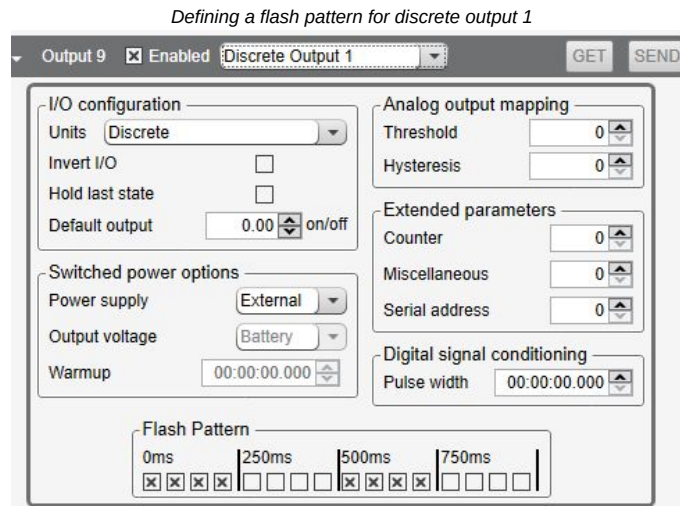 Defining a flash pattern for discrete output 1
Output 9 Enabled Discrete Output 1 GET SEND
I/O configuration
Units Discrete
Invert I/O
Hold last state
Default output 0.00 on/off
Switched power options
Power supply External
Output voltage Battery
Warmup 00:00:00.000
Analog output mapping
Threshold 0
Hysteresis 0
Extended parameters
Counter 0
Miscellaneous 0
Serial address 0
Digital signal conditioning
Pulse width 00:00:00.000
Flash Pattern
0ms 250ms 500ms 750ms